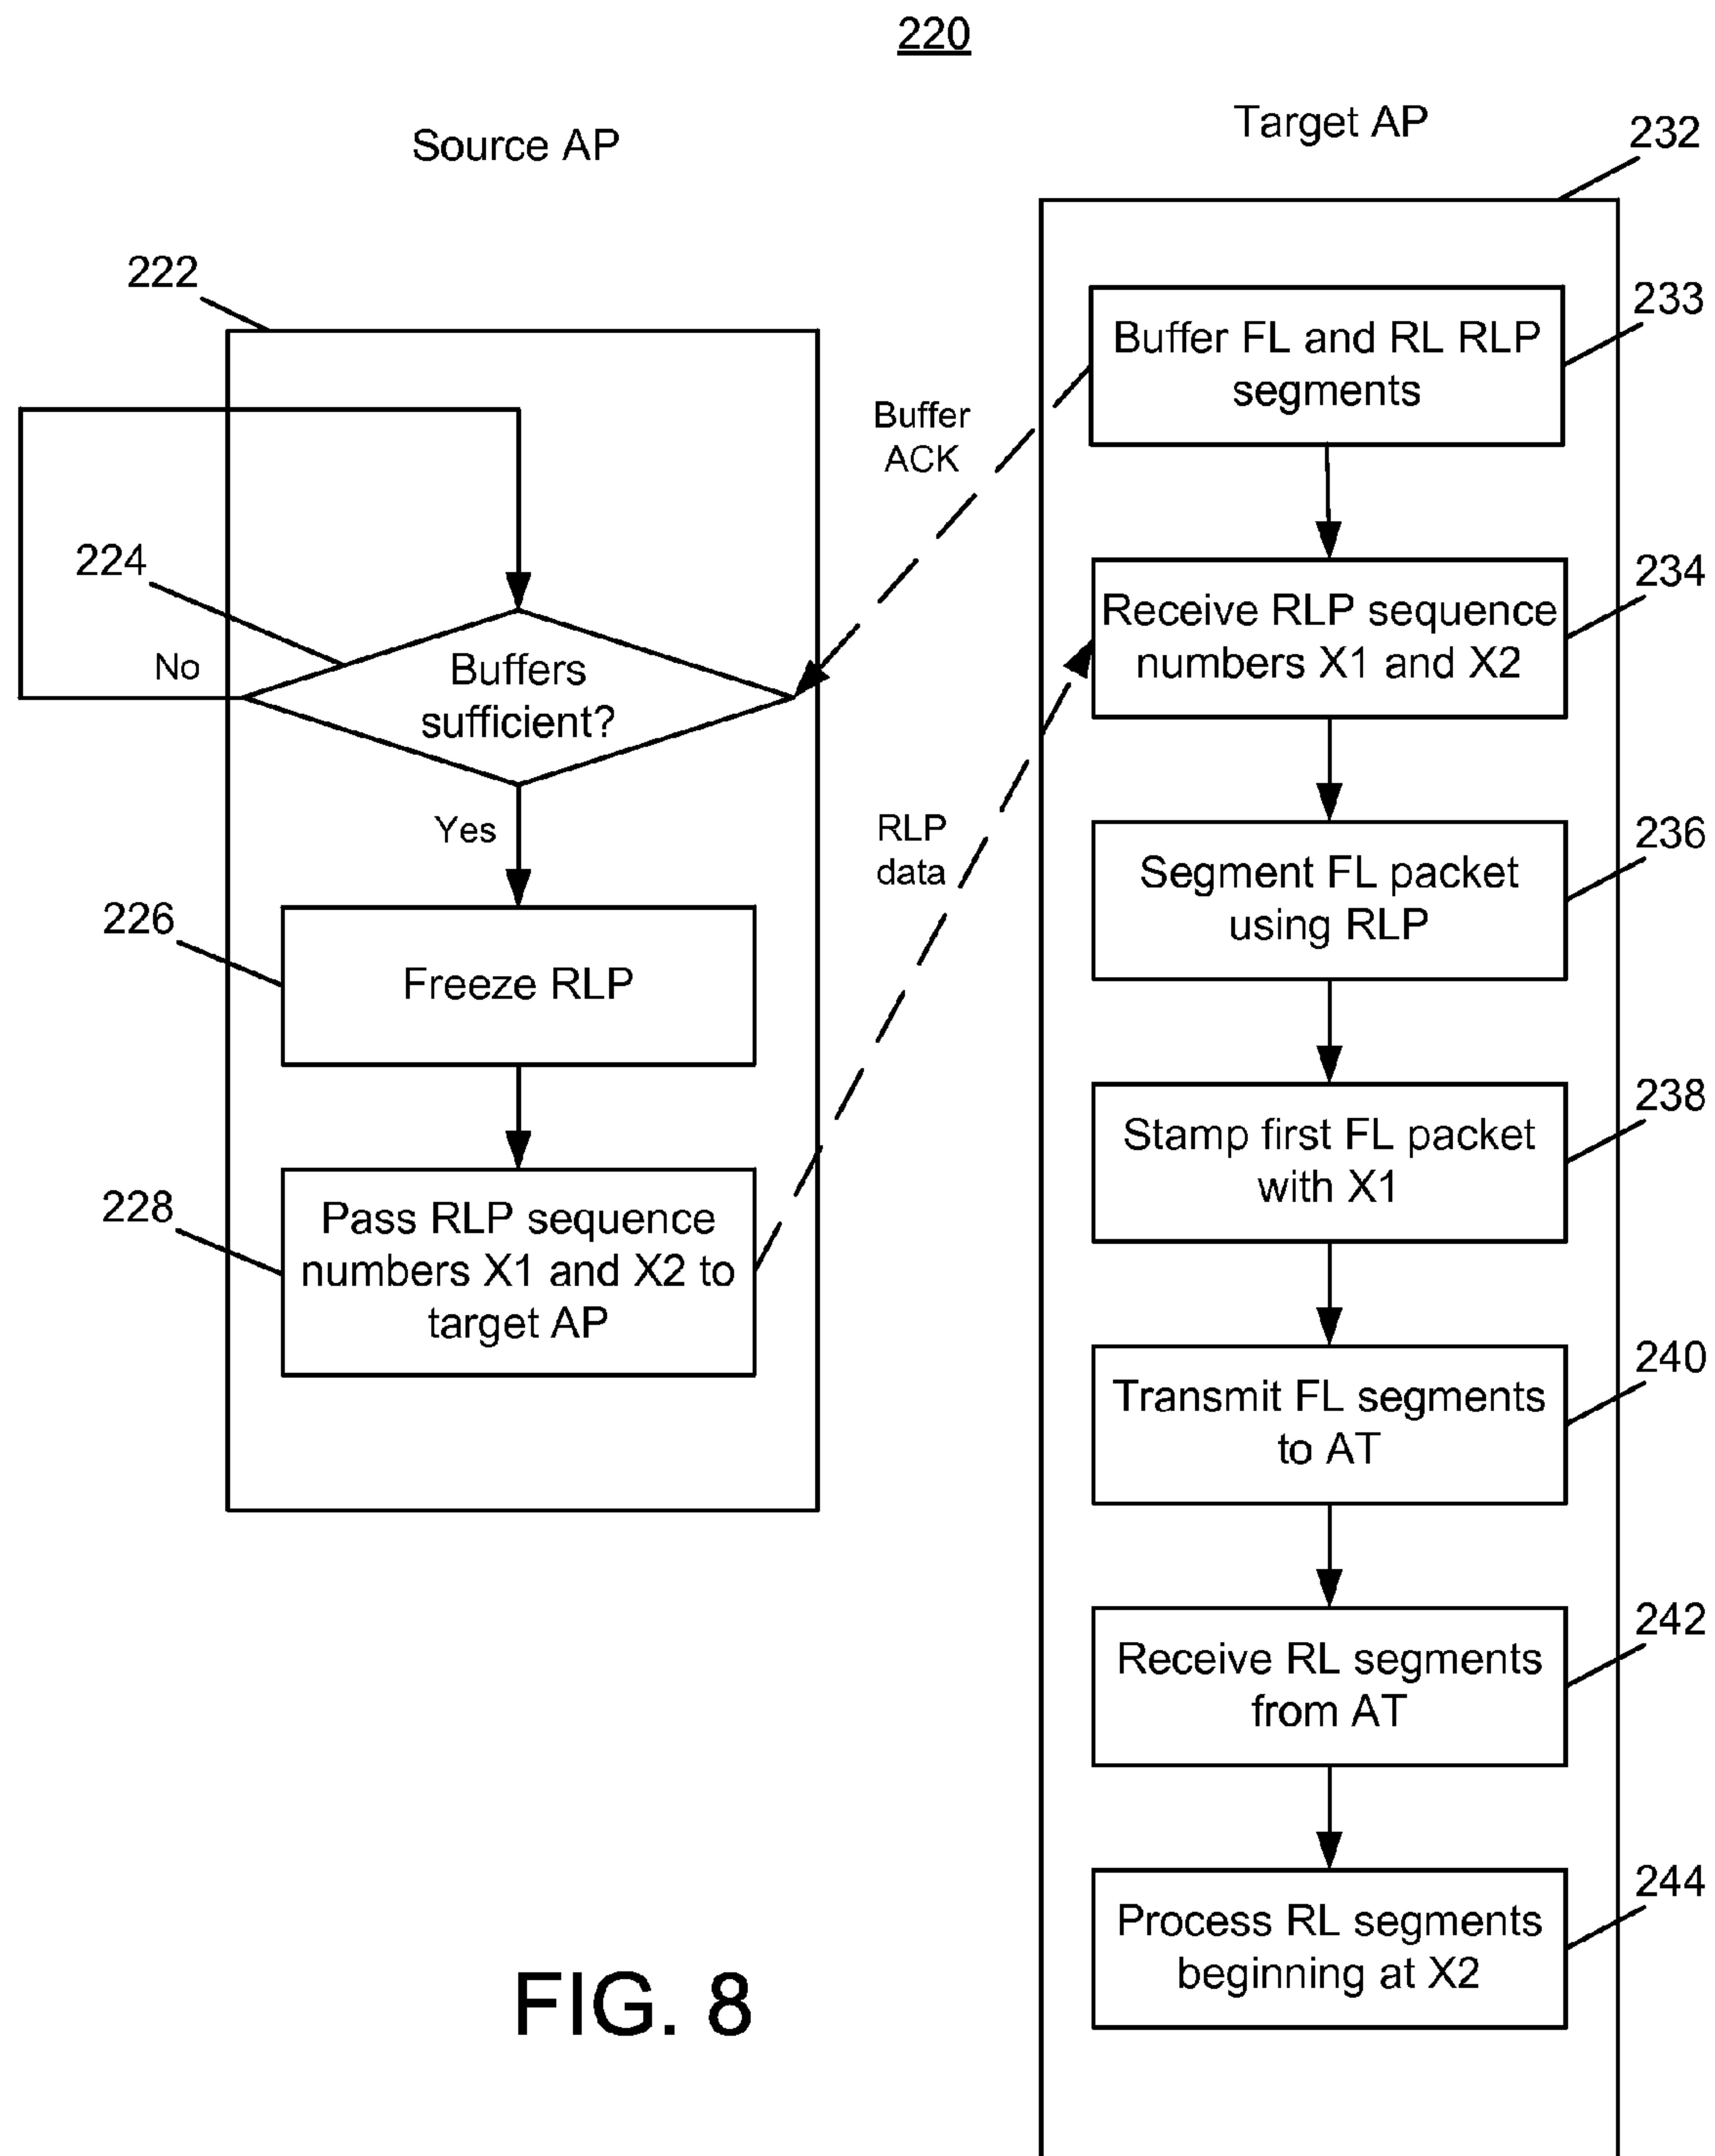 220
Source AP
Target AP
232
222
233
Buffer FL and RL RLP
segments
Buffer
ACK
224
234
No
Buffers
sufficient?
Receive RLP sequence
numbers X1 and X2
Yes
RLP
data
236
Segment FL packet
using RLP
226
Freeze RLP
238
Stamp first FL packet
with X1
228
Pass RLP sequence
numbers X1 and X2 to
target AP
240
Transmit FL segments
to AT
242
Receive RL segments
from AT
244
Process RL segments
beginning at X2
FIG. 8